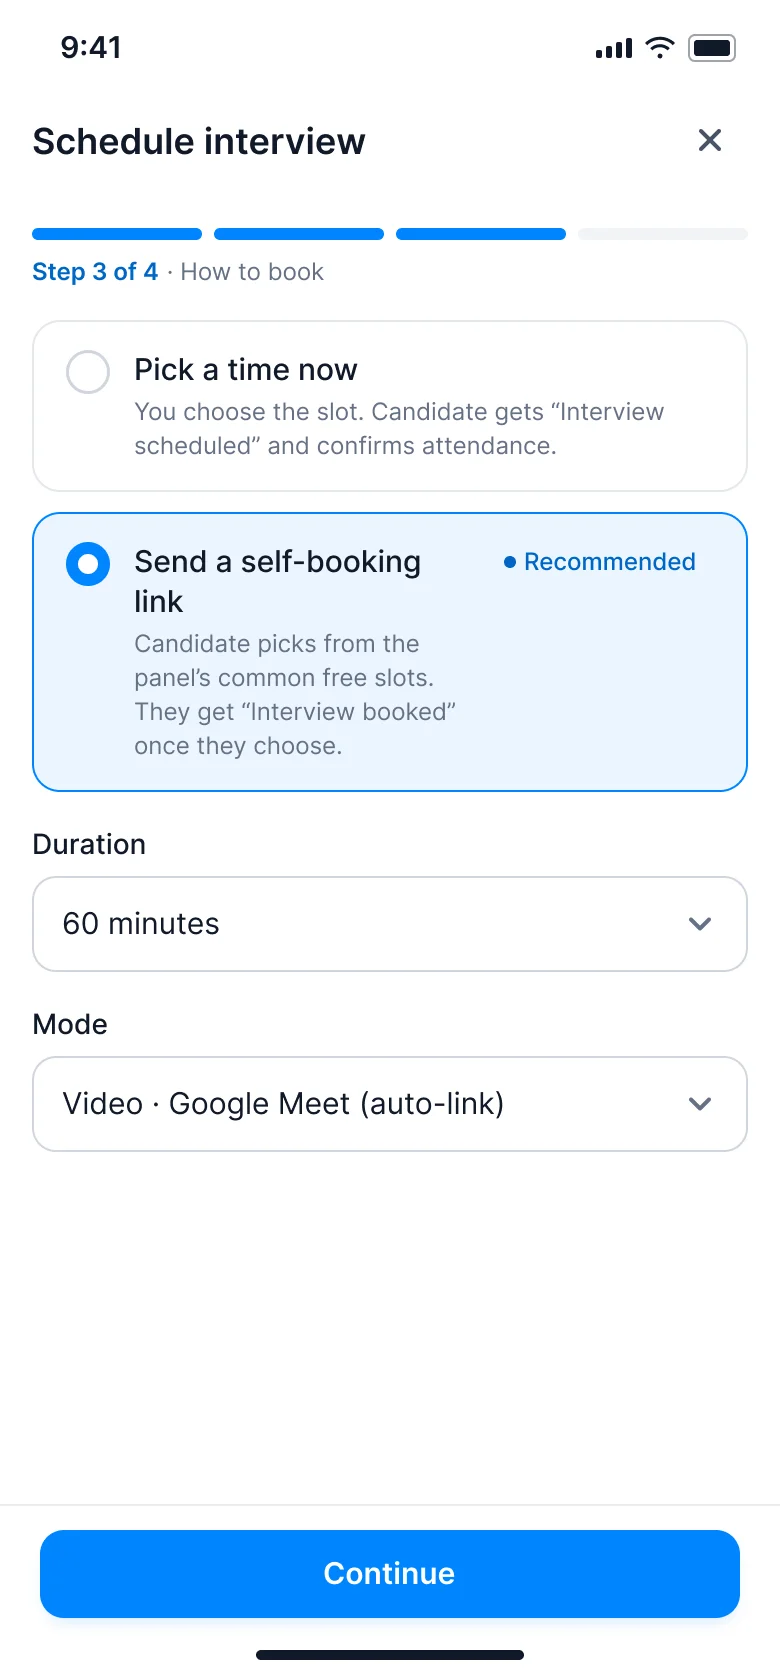 9:41
Schedule interview
Step 3 of 4 · How to book
Pick a time now
You choose the slot. Candidate gets “Interview
scheduled” and confirms attendance.
Send a self-booking
link
Recommended
Candidate picks from the
panel’s common free slots.
They get “Interview booked”
once they choose.
Duration
60 minutes
Mode
Video · Google Meet (auto-link)
Continue